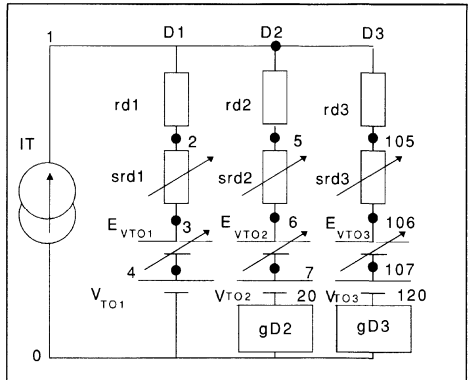 1 D1 D2 D3
rd1 rd2 rd3
IT 2 5 105
srd1 srd2 srd3
EVTO1 3 EVTO2 6 EVTO3 106
4 7 107
VTO1 VTO2 20 VTO3 120
gD2 gD3
0